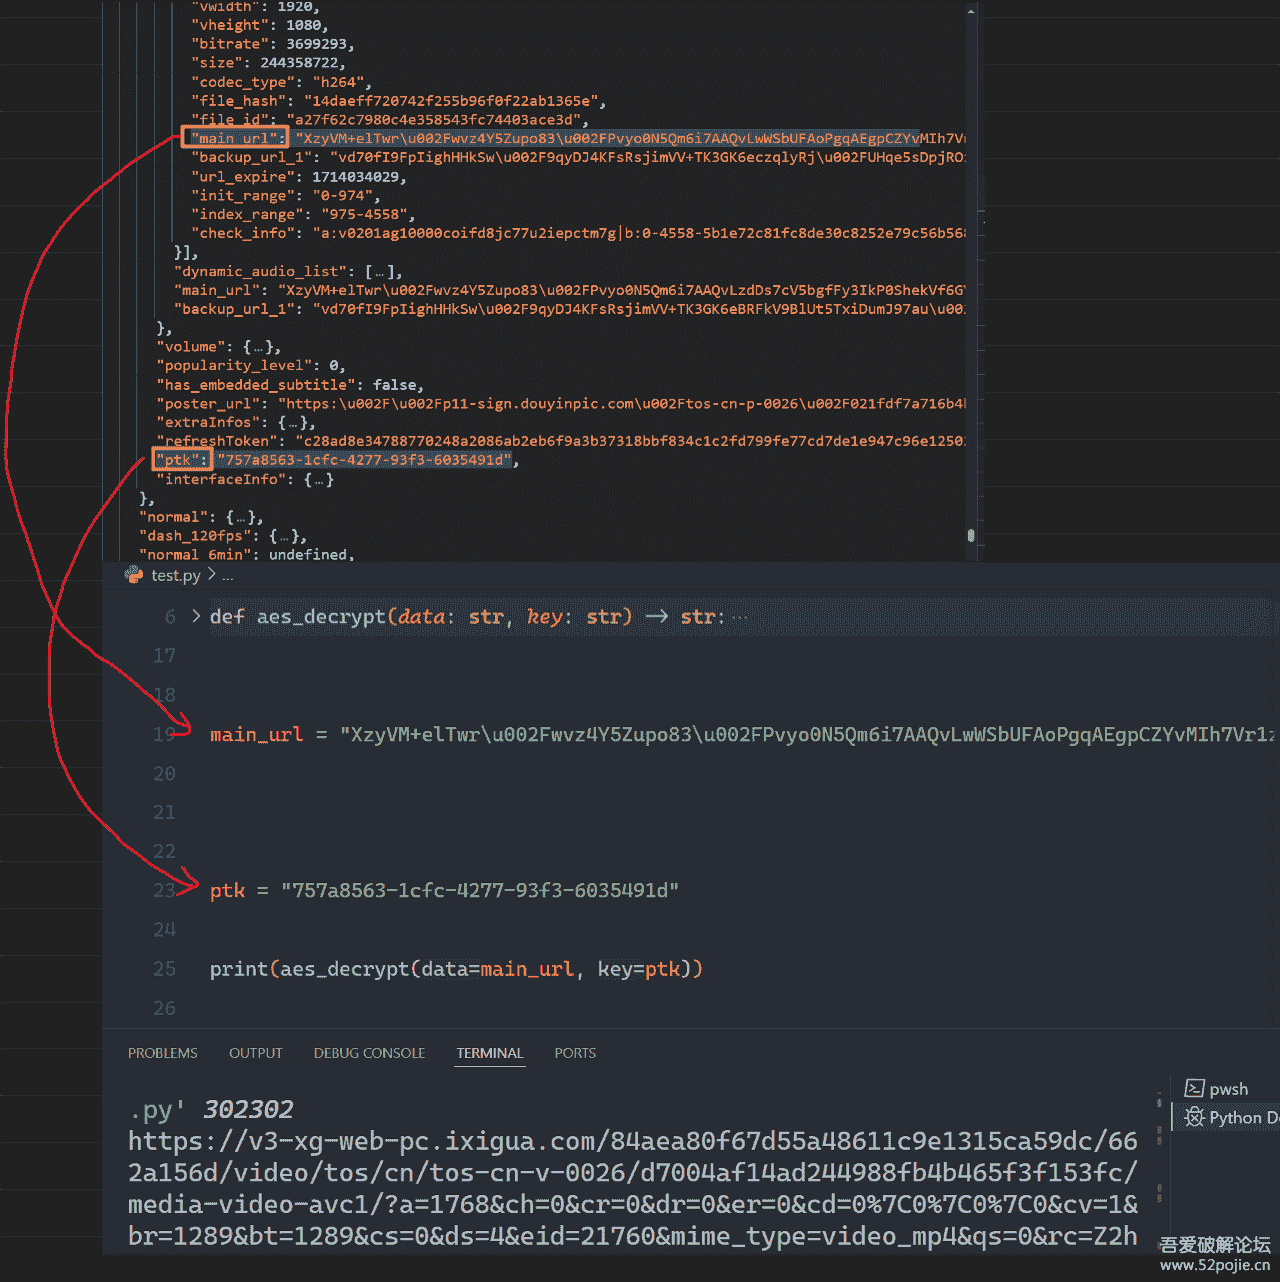 "vwidth": 1920,
"vheight": 1080,
"bitrate": 3699293,
"size": 244358722,
"codec_type": "h264",
"file_hash": "14daeff720742f255b96f0f22ab1365e",
"file_id": "a27f62c7980c4e358543fc74403ace3d",
"main_url": "XzyVM+elTwr\u002Fwvz4Y5Zupo83\u002FPvyo0N5Qm6i7AAQvLwWSbUFAoPgqAEgpCZYvMIh7Vr
"backup_url_1": "vd70fI9FpIighHHkSw\u002F9qyDJ4KFsRsjimVV+TK3GK6eczqlyRj\u002FUHqe5sDpjRO
"url_expire": 1714034029,
"init_range": "0-974",
"index_range": "975-4558",
"check_info": "a:v0201ag10000coifd8jc77u2iepctm7g|b:0-4558-5b1e72c81fc8de30c8252e79c56b568
}],
"dynamic_audio_list": […],
"main_url": "XzyVM+elTwr\u002Fwvz4Y5Zupo83\u002FPvyo0N5Qm6i7AAQvLzdDs7cV5bgfFy3IkP0ShekVf6G
"backup_url_1": "vd70fI9FpIighHHkSw\u002F9qyDJ4KFsRsjimVV+TK3GK6eBRFkV9BlUt5TxiDumJ97au\u00
},
"volume": {…},
"popularity_level": 0,
"has_embedded_subtitle": false,
"poster_url": "https:\u002F\u002Fp11-sign.douyinpic.com\u002Ftos-cn-p-0026\u002F021fdf7a716b4
"extraInfos": {…},
"refreshToken": "c28ad8e34788770248a2086ab2eb6f9a3b37318bbf834c1c2fd799fe77cd7de1e947c96e1250
"ptk": "757a8563-1cfc-4277-93f3-6035491d",
"interfaceInfo": {…}
},
"normal": {…},
"dash_120fps": {…},
"normal_6min": undefined,
test.py > ...
6 > def aes_decrypt(data: str, key: str) -> str: ...
17
18
19 main_url = "XzyVM+elTwr\u002Fwvz4Y5Zupo83\u002FPvyo0N5Qm6i7AAQvLwWSbUFAoPgqAEgpCZYvMIh7Vr1z
20
21
22
23 ptk = "757a8563-1cfc-4277-93f3-6035491d"
24
25 print(aes_decrypt(data=main_url, key=ptk))
26
PROBLEMS OUTPUT DEBUG CONSOLE TERMINAL PORTS
pwsh
Python De
.py' 302302
https://v3-xg-web-pc.ixigua.com/84aea80f67d55a48611c9e1315ca59dc/66
2a156d/video/tos/cn/tos-cn-v-0026/d7004af14ad244988fb4b465f3f153fc/
media-video-avc1/?a=1768&ch=0&cr=0&dr=0&er=0&cd=0%7C0%7C0%7C0&cv=1&
br=1289&bt=1289&cs=0&ds=4&eid=21760&mime_type=video_mp4&qs=0&rc=Z2h
吾爱破解论坛
www.52pojie.cn